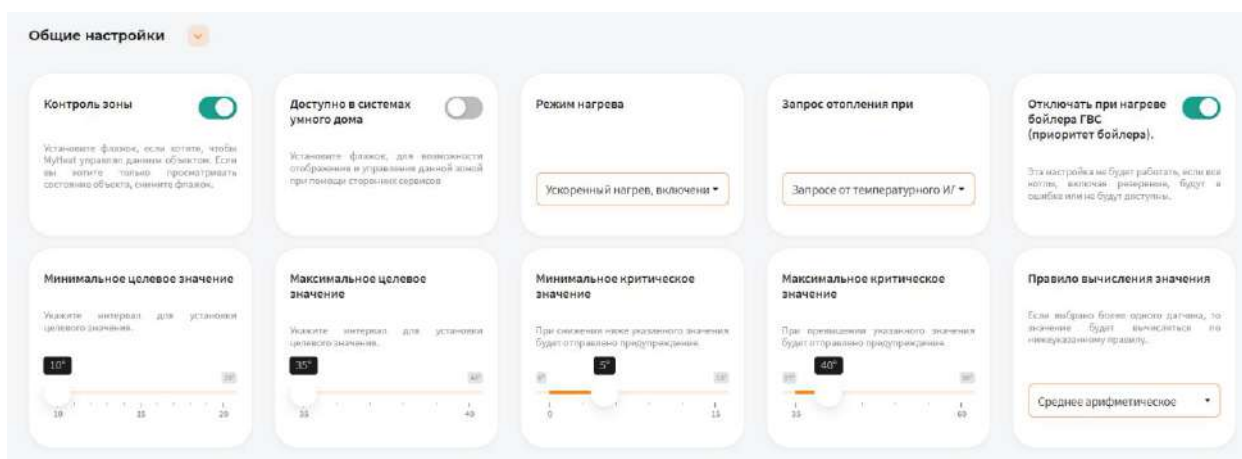 Общие настройки
Контроль зоны
Установите флажок, если хотите, чтобы
MyHeat управлял данным объектом. Если
вы хотите только просматривать
состояние объекта, снимите флажок.
Доступно в системах
умного дома
Установите флажок, для возможности
отображения и управления данной зоной
при помощи сторонних сервисов
Режим нагрева
Ускоренный нагрев, включени
Запрос отопления при
Запросе от температурного И/
Отключать при нагреве
бойлера ГВС
(приоритет бойлера).
Эта настройка не будет работать, если все
котлы, включая резервные, будут в
ошибке или не будут доступны.
Минимальное целевое значение
Укажите интервал для установки
целевого значения.
10°
10 15 20
Максимальное целевое
значение
Укажите интервал для установки
целевого значения.
35°
35 40
Минимальное критическое
значение
При снижении ниже указанного значения
будет отправлено предупреждение.
5°
0 15
Максимальное критическое
значение
При превышении указанного значения
будет отправлено предупреждение.
40°
35 60
Правило вычисления значения
Если выбрано более одного датчика, то
значение будет вычисляться по
нижеуказанному правилу.
Среднее арифметическое